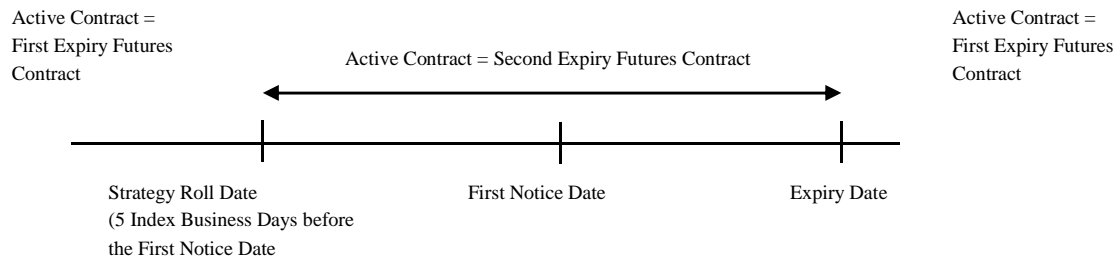 Active Contract =
First Expiry Futures
Contract
Active Contract = Second Expiry Futures Contract
Active Contract =
First Expiry Futures
Contract
Strategy Roll Date
(5 Index Business Days before
the First Notice Date
First Notice Date
Expiry Date